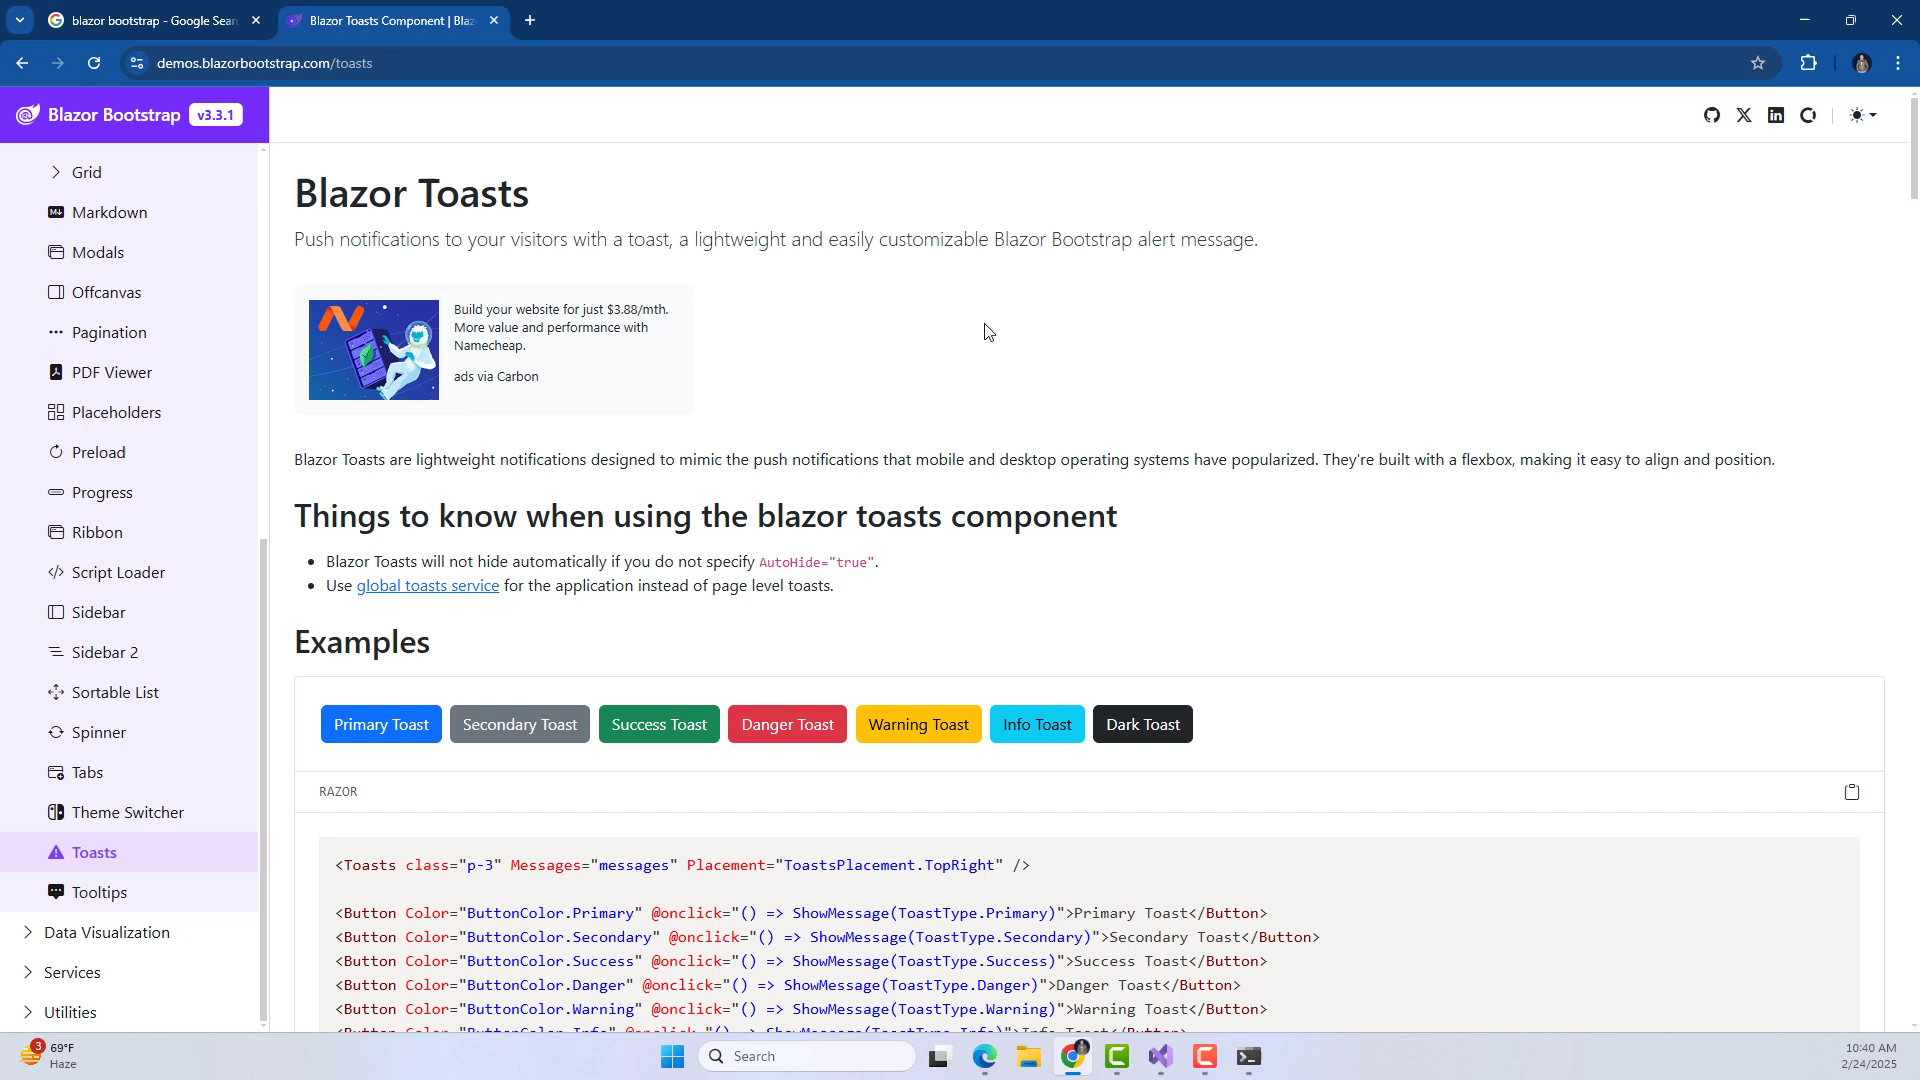 blazor bootstrap - Google Sear
Blazor Toasts Component | Blaz
demos.blazorbootstrap.com/toasts
Blazor Bootstrap v3.3.1
Grid
Markdown
Modals
Offcanvas
Pagination
PDF Viewer
Placeholders
Preload
Progress
Ribbon
Script Loader
Sidebar
Sidebar 2
Sortable List
Spinner
Tabs
Theme Switcher
Toasts
Tooltips
Data Visualization
Services
Utilities
Blazor Toasts
Push notifications to your visitors with a toast, a lightweight and easily customizable Blazor Bootstrap alert message.
Build your website for just $3.88/mth.
More value and performance with
Namecheap.
ads via Carbon
Blazor Toasts are lightweight notifications designed to mimic the push notifications that mobile and desktop operating systems have popularized. They're built with a flexbox, making it easy to align and position.
Things to know when using the blazor toasts component
• Blazor Toasts will not hide automatically if you do not specify AutoHide="true".
• Use global toasts service for the application instead of page level toasts.
Examples
Primary Toast Secondary Toast Success Toast Danger Toast Warning Toast Info Toast Dark Toast
RAZOR
<Toasts class="p-3" Messages="messages" Placement="ToastsPlacement.TopRight" />
<Button Color="ButtonColor.Primary" @onclick="() => ShowMessage(ToastType.Primary)">Primary Toast</Button>
<Button Color="ButtonColor.Secondary" @onclick="() => ShowMessage(ToastType.Secondary)">Secondary Toast</Button>
<Button Color="ButtonColor.Success" @onclick="() => ShowMessage(ToastType.Success)">Success Toast</Button>
<Button Color="ButtonColor.Danger" @onclick="() => ShowMessage(ToastType.Danger)">Danger Toast</Button>
<Button Color="ButtonColor.Warning" @onclick="() => ShowMessage(ToastType.Warning)">Warning Toast</Button>
<Button Color="ButtonColor.Info" @onclick="() => ShowMessage(ToastType.Info)">Info Toast</Button>
3
69°F
Haze
Search
10:40 AM
2/24/2025